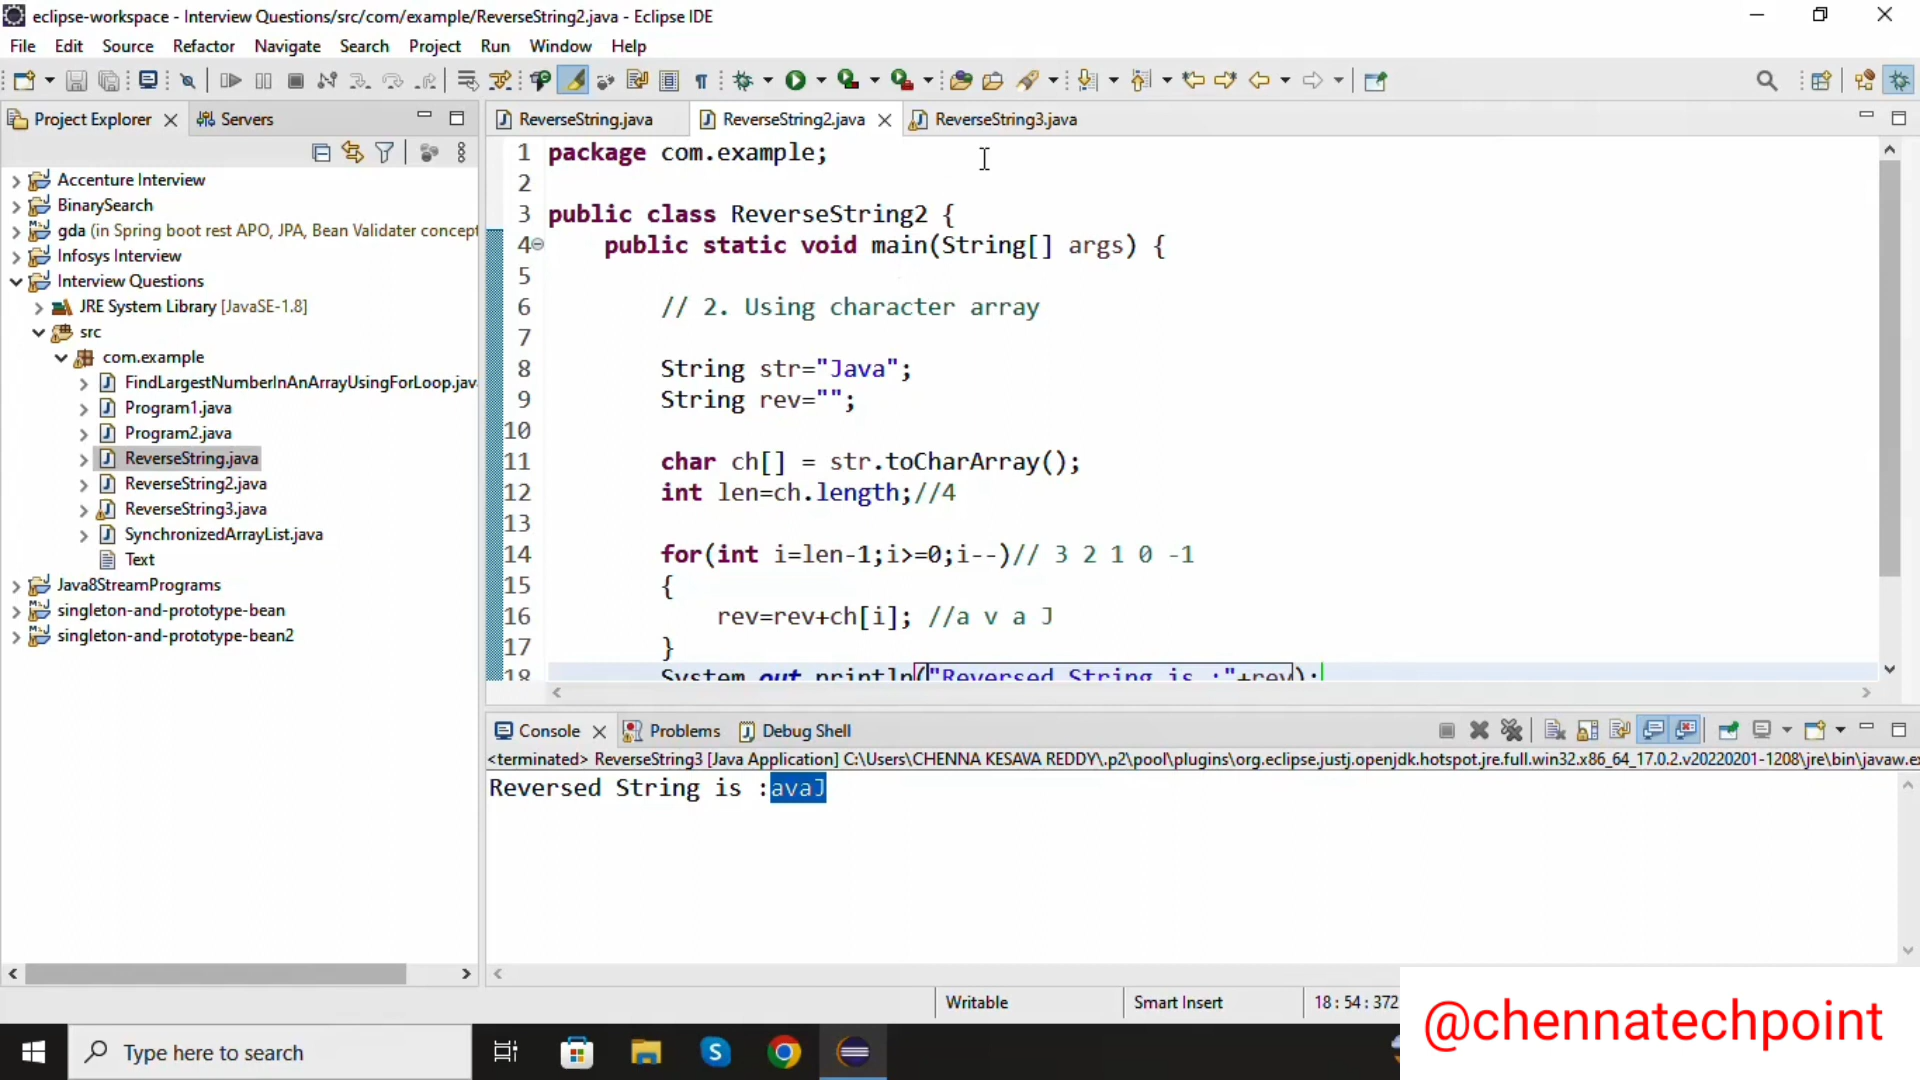 eclipse-workspace - Interview Questions/src/com/example/ReverseString2.java - Eclipse IDE
File Edit Source Refactor Navigate Search Project Run Window Help
Project Explorer
Servers
Accenture Interview
BinarySearch
gda (in Spring boot rest APO, JPA, Bean Validater concept
Infosys Interview
Interview Questions
JRE System Library [JavaSE-1.8]
src
com.example
FindLargestNumberInAnArrayUsingForLoop.jav
Program1.java
Program2.java
ReverseString.java
ReverseString2.java
ReverseString3.java
SynchronizedArrayList.java
Text
Java8StreamPrograms
singleton-and-prototype-bean
singleton-and-prototype-bean2
ReverseString.java ReverseString2.java ReverseString3.java
1 package com.example;
2
3 public class ReverseString2 {
4 public static void main(String[] args) {
5
6 // 2. Using character array
7
8 String str="Java";
9 String rev="";
10
11 char ch[] = str.toCharArray();
12 int len=ch.length;//4
13
14 for(int i=len-1;i>=0;i--)// 3 2 1 0 -1
15 {
16 rev=rev+ch[i]; //a v a J
17 }
18 System.out.println("Reversed String is :"+rev);
Console Problems Debug Shell
<terminated> ReverseString3 [Java Application] C:\Users\CHENNA KESAVA REDDY\.p2\pool\plugins\org.eclipse.justj.openjdk.hotspot.jre.full.win32.x86_64_17.0.2.v20220201-1208\jre\bin\javaw.ex
Reversed String is :avaJ
Writable Smart Insert 18 : 54 : 372
@chennatechpoint
Type here to search